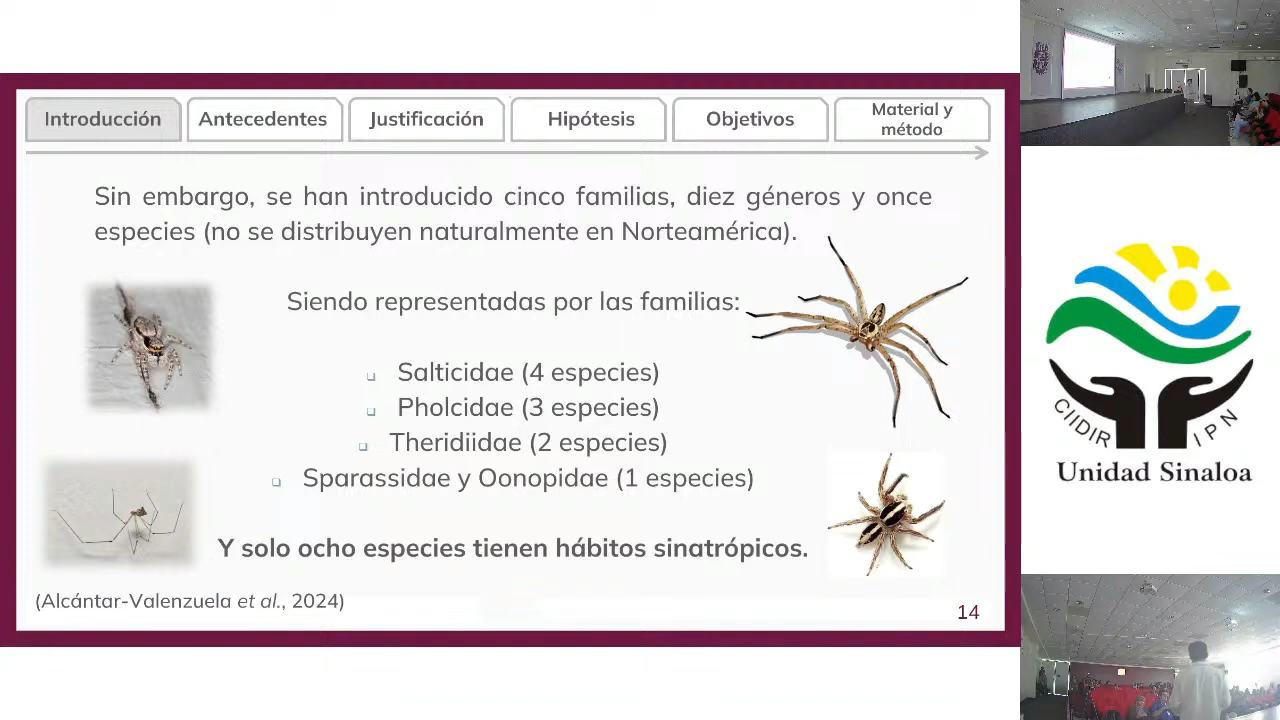 Introducción
Antecedentes
Justificación
Hipótesis
Objetivos
Material y
método
Sin embargo, se han introducido cinco familias, diez géneros y once
especies (no se distribuyen naturalmente en Norteamérica).
Siendo representadas por las familias:
❑ Salticidae (4 especies)
❑ Pholcidae (3 especies)
❑ Theridiidae (2 especies)
❑ Sparassidae y Oonopidae (1 especies)
Y solo ocho especies tienen hábitos sinatrópicos.
(Alcántar-Valenzuela et al., 2024)
14
CIIDIR IPN
Unidad Sinaloa